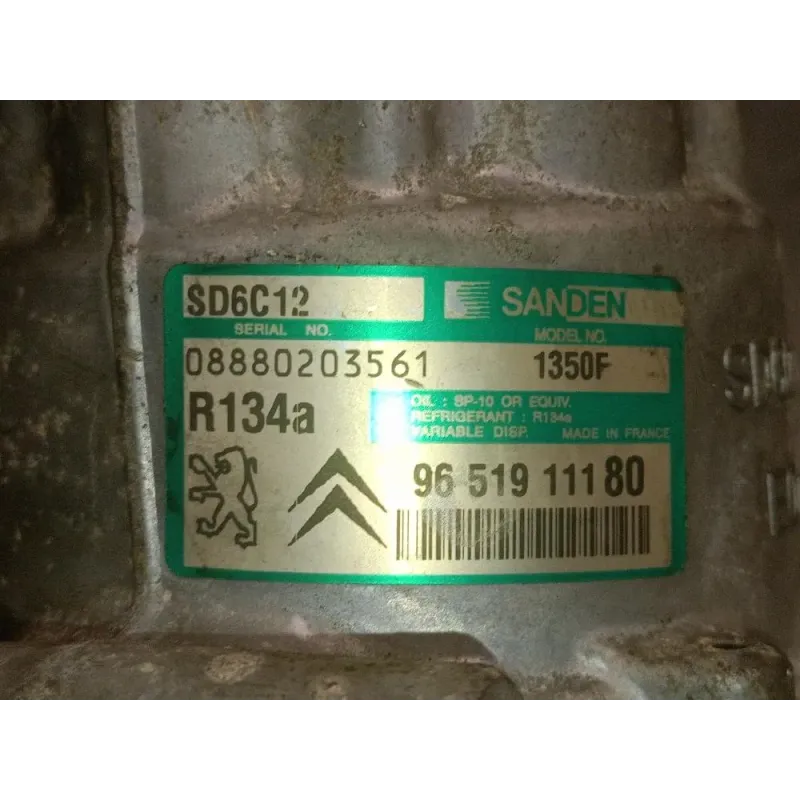 SD6C12
SANDEN
SERIAL NO.
MODEL NO.
08880203561
1350F
R134a
OIL : SP-10 OR EQUIV.
REFRIGERANT : R134a
VARIABLE DISP. MADE IN FRANCE
96 519 111 80